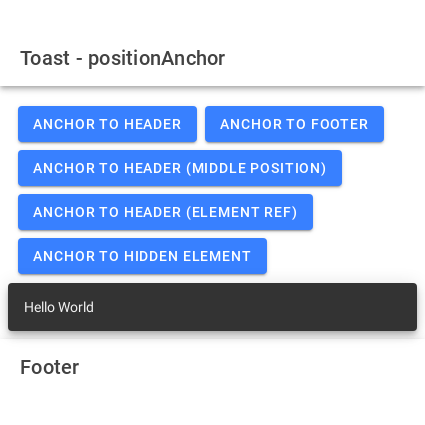 Toast - positionAnchor
ANCHOR TO HEADER ANCHOR TO FOOTER
ANCHOR TO HEADER (MIDDLE POSITION)
ANCHOR TO HEADER (ELEMENT REF)
ANCHOR TO HIDDEN ELEMENT
Hello World
Footer